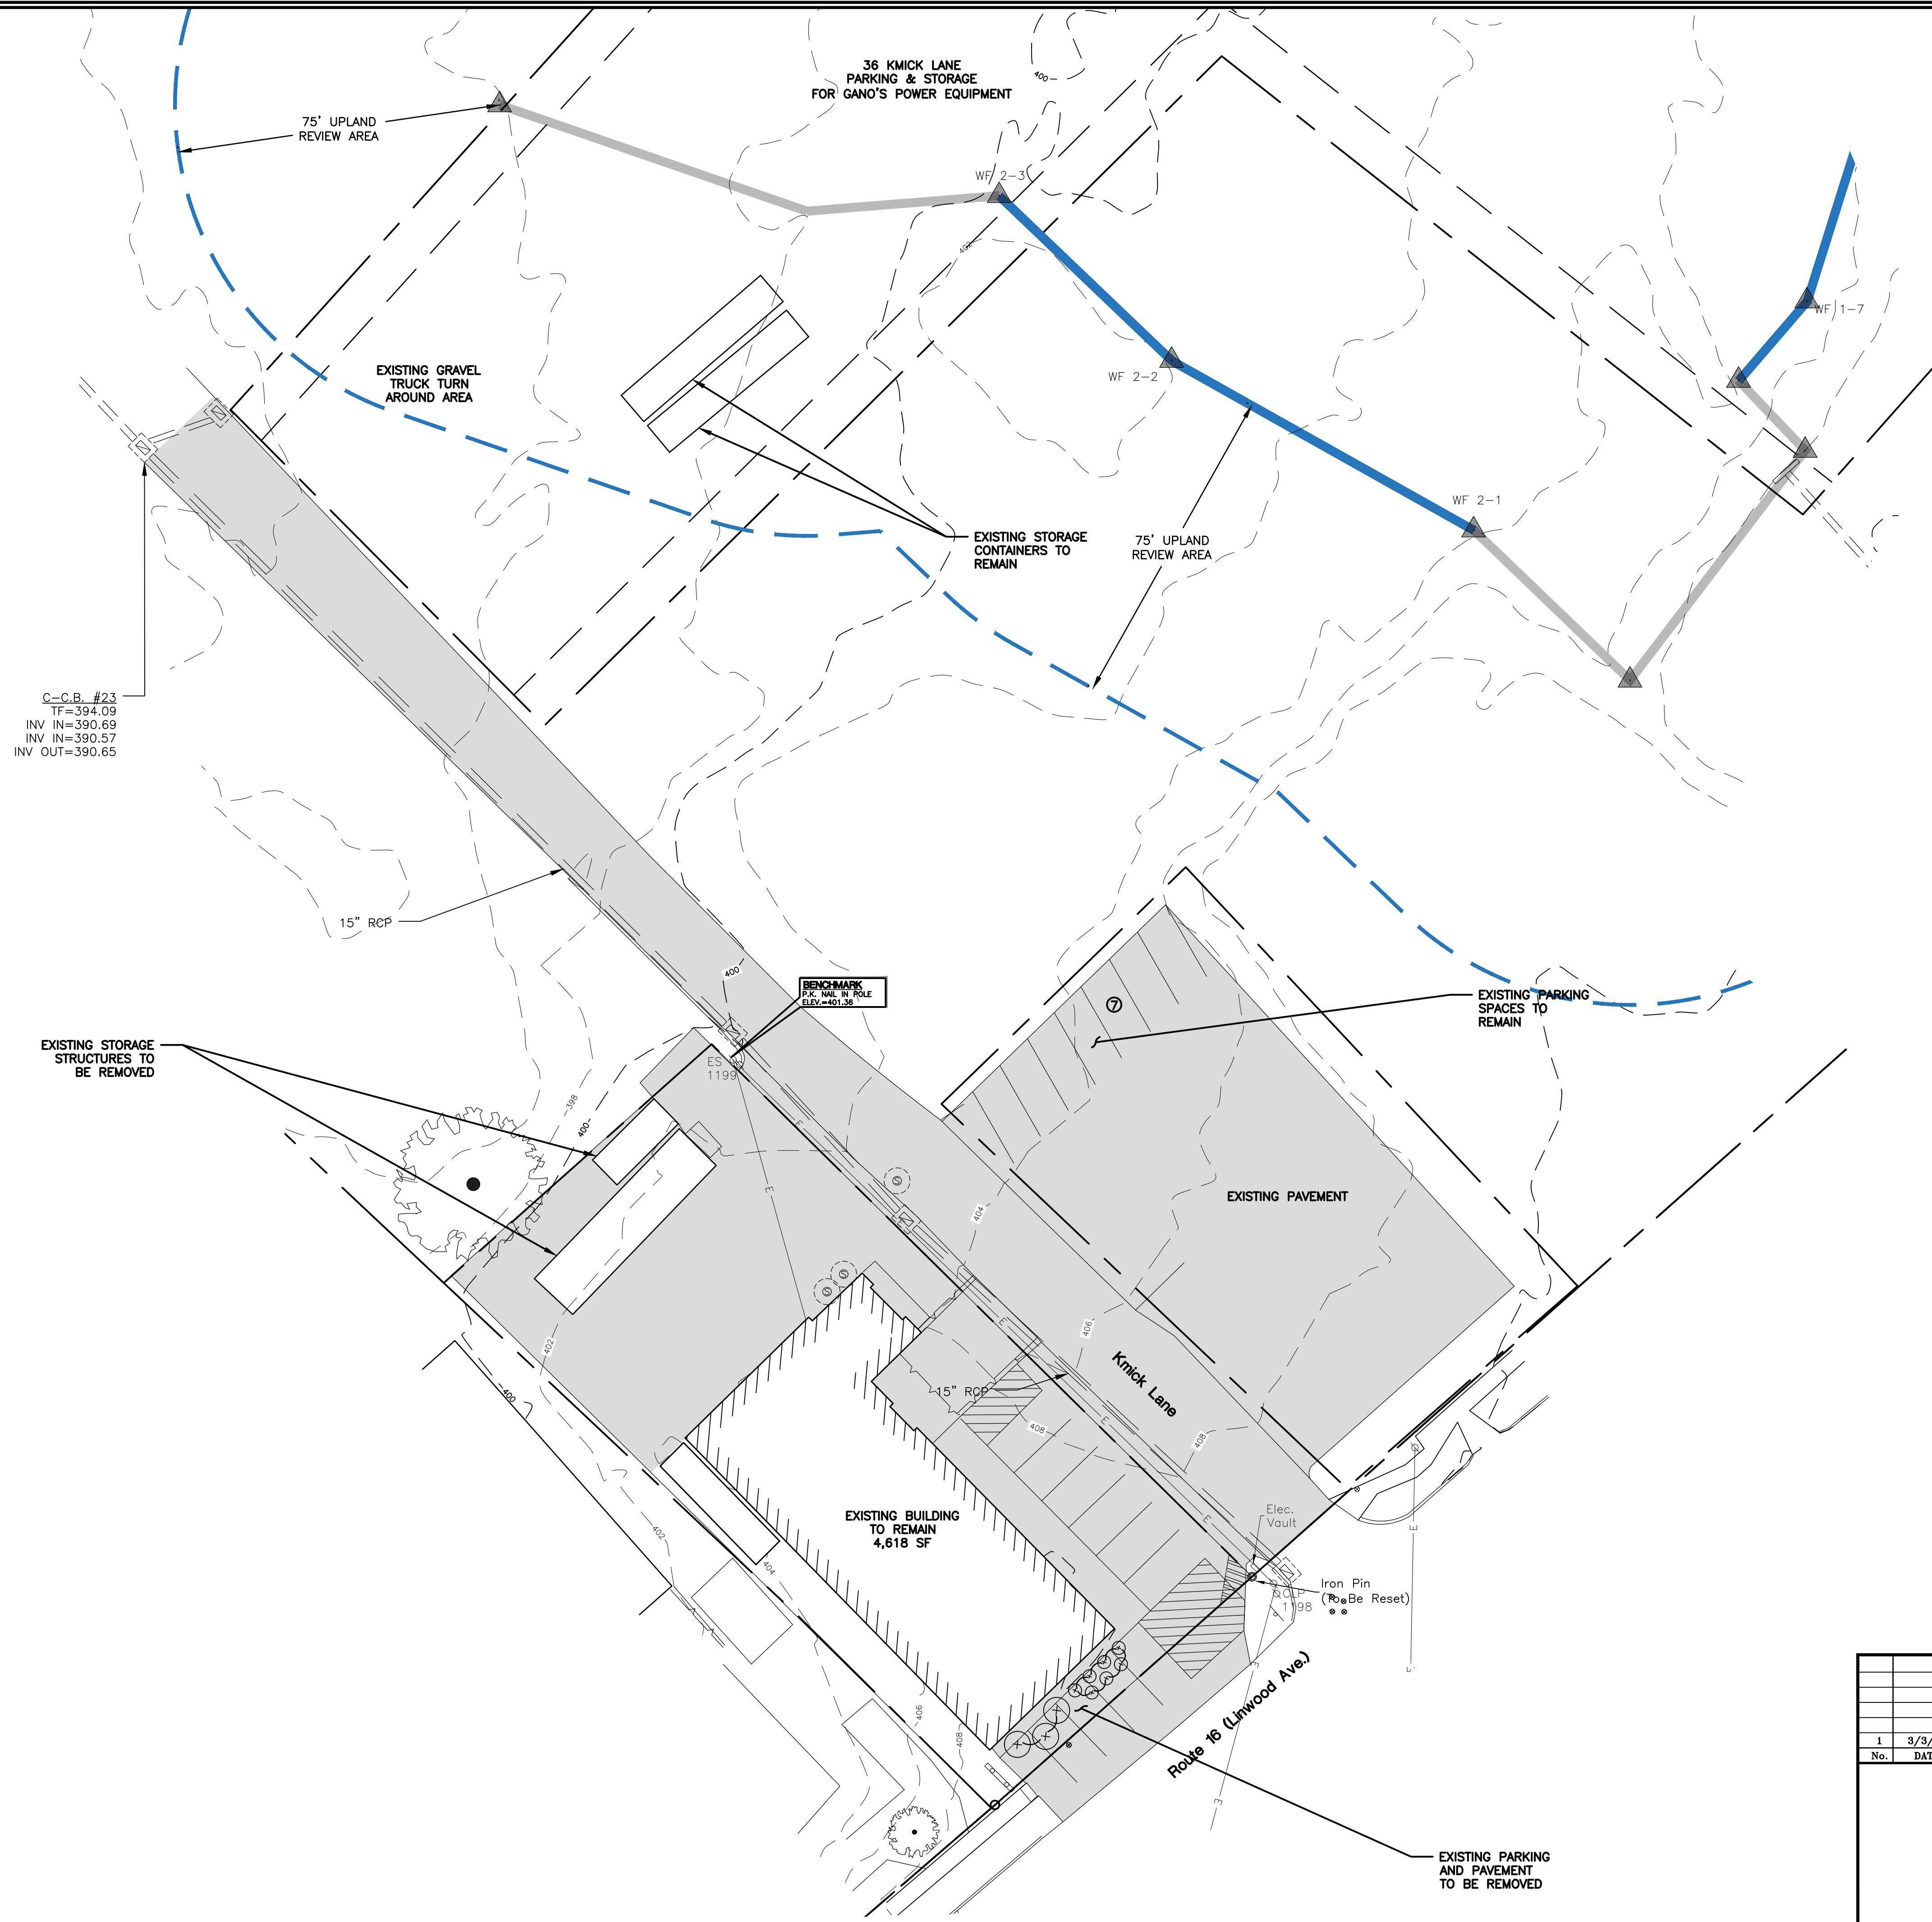 36 KMICK LANE
PARKING & STORAGE
FOR GANO'S POWER EQUIPMENT
400
75' UPLAND
REVIEW AREA
WF 2-3
402
WF 1-7
EXISTING GRAVEL
TRUCK TURN
AROUND AREA
WF 2-2
WF 2-1
EXISTING STORAGE
CONTAINERS TO
REMAIN
75' UPLAND
REVIEW AREA
C-C.B. #23
TF=394.09
INV IN=390.69
INV IN=390.57
INV OUT=390.65
15" RCP
400
BENCHMARK
P.K. NAIL IN POLE
ELEV.=401.36
7
EXISTING PARKING
SPACES TO
REMAIN
EXISTING STORAGE
STRUCTURES TO
BE REMOVED
ES
1199
398
400
E
E
S
EXISTING PAVEMENT
404
S
S
E
402
406
Kmick Lane
400
15" RCP
408
E
408
EXISTING BUILDING
TO REMAIN
4,618 SF
Elec.
Vault
E
E
402
404
Iron Pin
(To Be Reset)
1198
E
406
408
Route 16 (Linwood Ave.)
E
EXISTING PARKING
AND PAVEMENT
TO BE REMOVED
1 3/3/
No. DAT